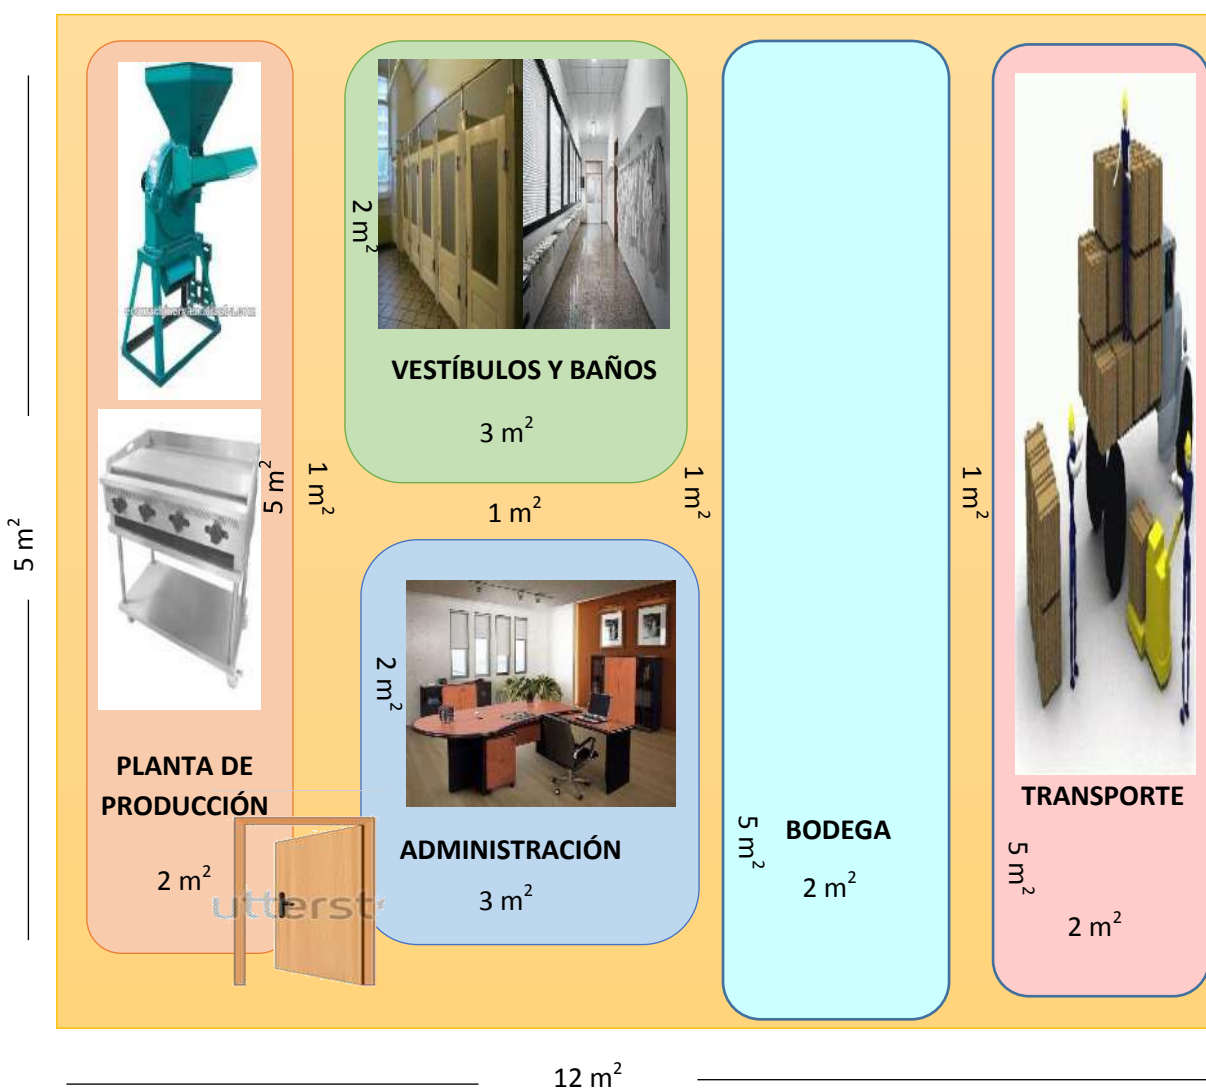 5 m²
PLANTA DE
PRODUCCIÓN
2 m²
5 m²
1 m²
2 m²
VESTÍBULOS Y BAÑOS
3 m²
1 m²
1 m²
2 m²
ADMINISTRACIÓN
3 m²
5 m²
BODEGA
2 m²
1 m²
TRANSPORTE
5 m²
2 m²
utterst
12 m²